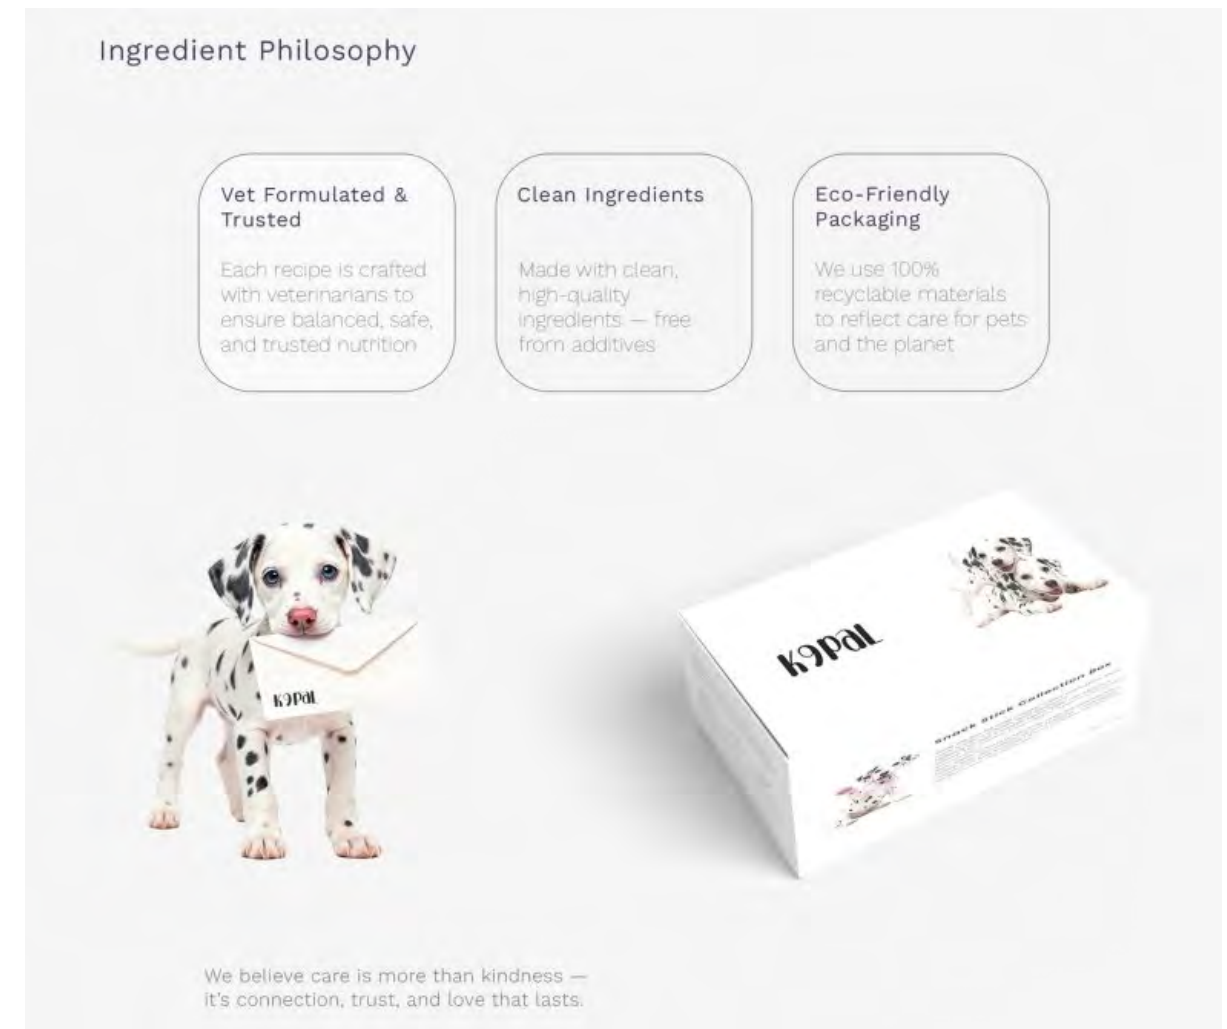 Ingredient Philosophy
Vet Formulated &
Trusted
Each recipe is crafted
with veterinarians to
ensure balanced, safe,
and trusted nutrition
Clean Ingredients
Made with clean,
high-quality
ingredients — free
from additives
Eco-Friendly
Packaging
We use 100%
recyclable materials
to reflect care for pets
and the planet
K9PAL
K9PAL
Snack Stick Collection Box
We believe care is more than kindness —
it's connection, trust, and love that lasts.